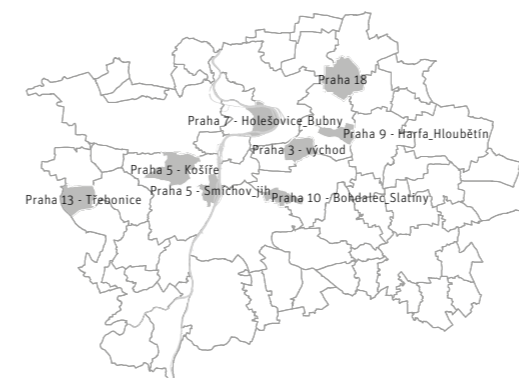 Praha 18
Praha 7 - Holešovice_Bubny
Praha 9 - Harfa_Hloubětín
Praha 3 - východ
Praha 5 - Košíře
Praha 5 - Smíchov_jih
Praha 13 - Třebonice
Praha 10 - Bohdalec_Slatiny